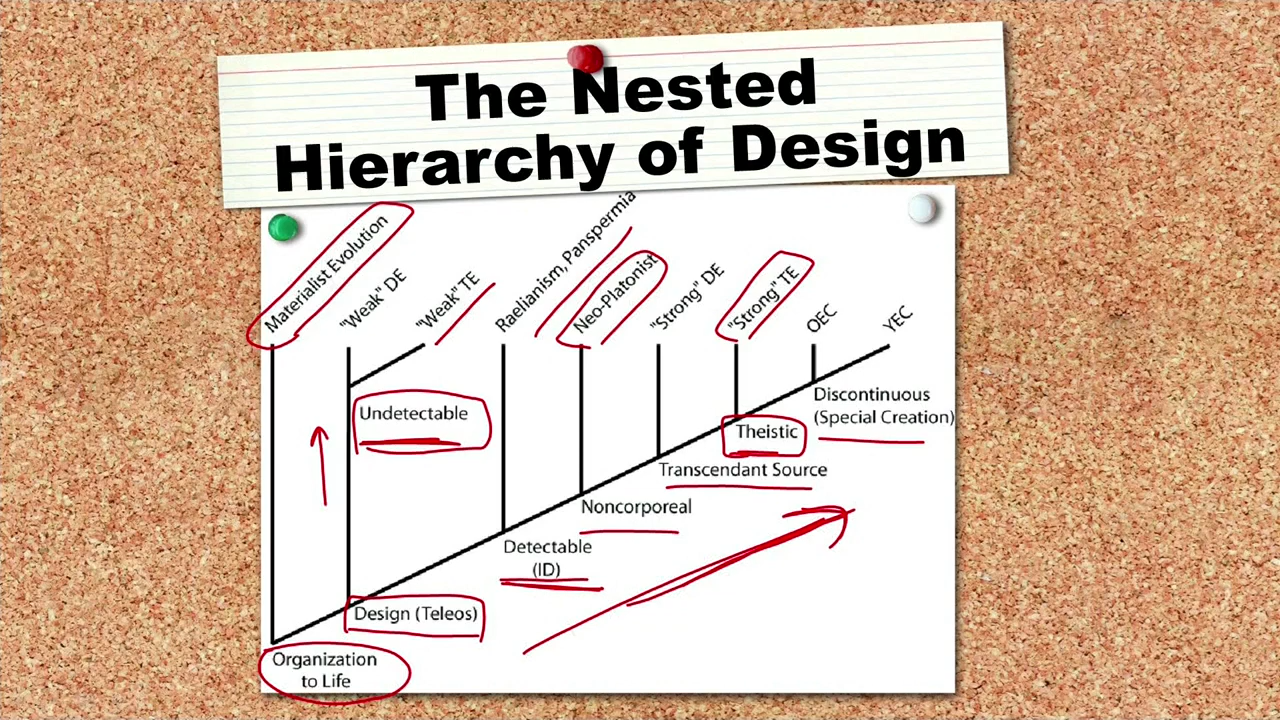 The Nested
Hierarchy of Design
Materialist Evolution
"Weak" DE
"Weak" TE
Raelianism, Panspermia
Neo-Platonist
"Strong" DE
"Strong" TE
OEC
YEC
Undetectable
Discontinuous
(Special Creation)
Theistic
Transcendant Source
Noncorporeal
Detectable
(ID)
Design (Teleos)
Organization
to Life